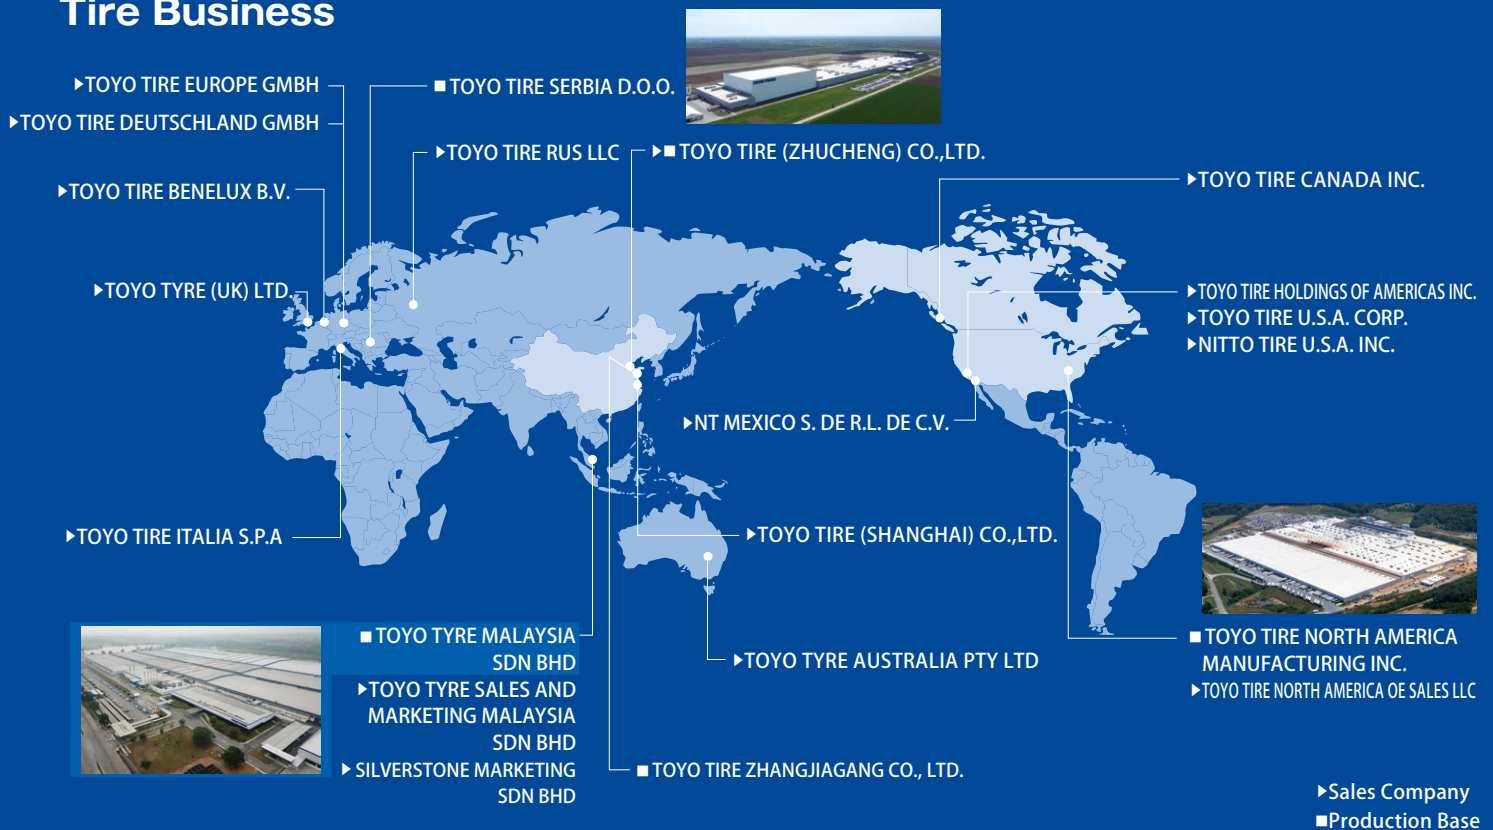 Tire Business
▶TOYO TIRE EUROPE GMBH
▶TOYO TIRE DEUTSCHLAND GMBH
■ TOYO TIRE SERBIA D.O.O.
▶TOYO TIRE RUS LLC
▶■ TOYO TIRE (ZHUCHENG) CO.,LTD.
▶TOYO TIRE BENELUX B.V.
▶TOYO TIRE CANADA INC.
▶TOYO TYRE (UK) LTD.
▶TOYO TIRE HOLDINGS OF AMERICAS INC.
▶TOYO TIRE U.S.A. CORP.
▶NITTO TIRE U.S.A. INC.
▶NT MEXICO S. DE R.L. DE C.V.
▶TOYO TIRE ITALIA S.P.A
▶TOYO TIRE (SHANGHAI) CO.,LTD.
■ TOYO TYRE MALAYSIA
SDN BHD
▶TOYO TYRE SALES AND
MARKETING MALAYSIA
SDN BHD
▶ SILVERSTONE MARKETING
SDN BHD
▶TOYO TYRE AUSTRALIA PTY LTD
■ TOYO TIRE ZHANGJIAGANG CO., LTD.
■ TOYO TIRE NORTH AMERICA
MANUFACTURING INC.
▶TOYO TIRE NORTH AMERICA OE SALES LLC
▶Sales Company
■Production Base